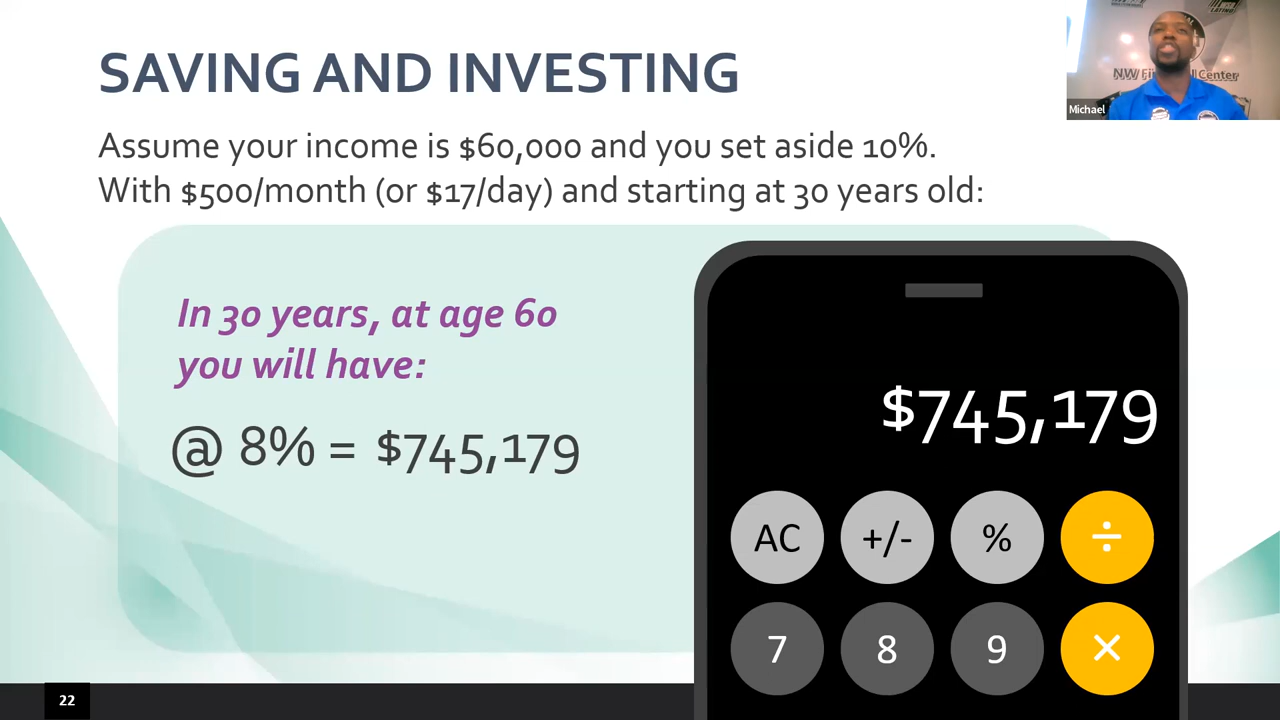 SAVING AND INVESTING
Michael
Assume your income is $60,000 and you set aside 10%.
With $500/month (or $17/day) and starting at 30 years old:
In 30 years, at age 60
you will have:
@ 8% = $745,179
$745,179
AC +/- % ÷
7 8 9 ×
22